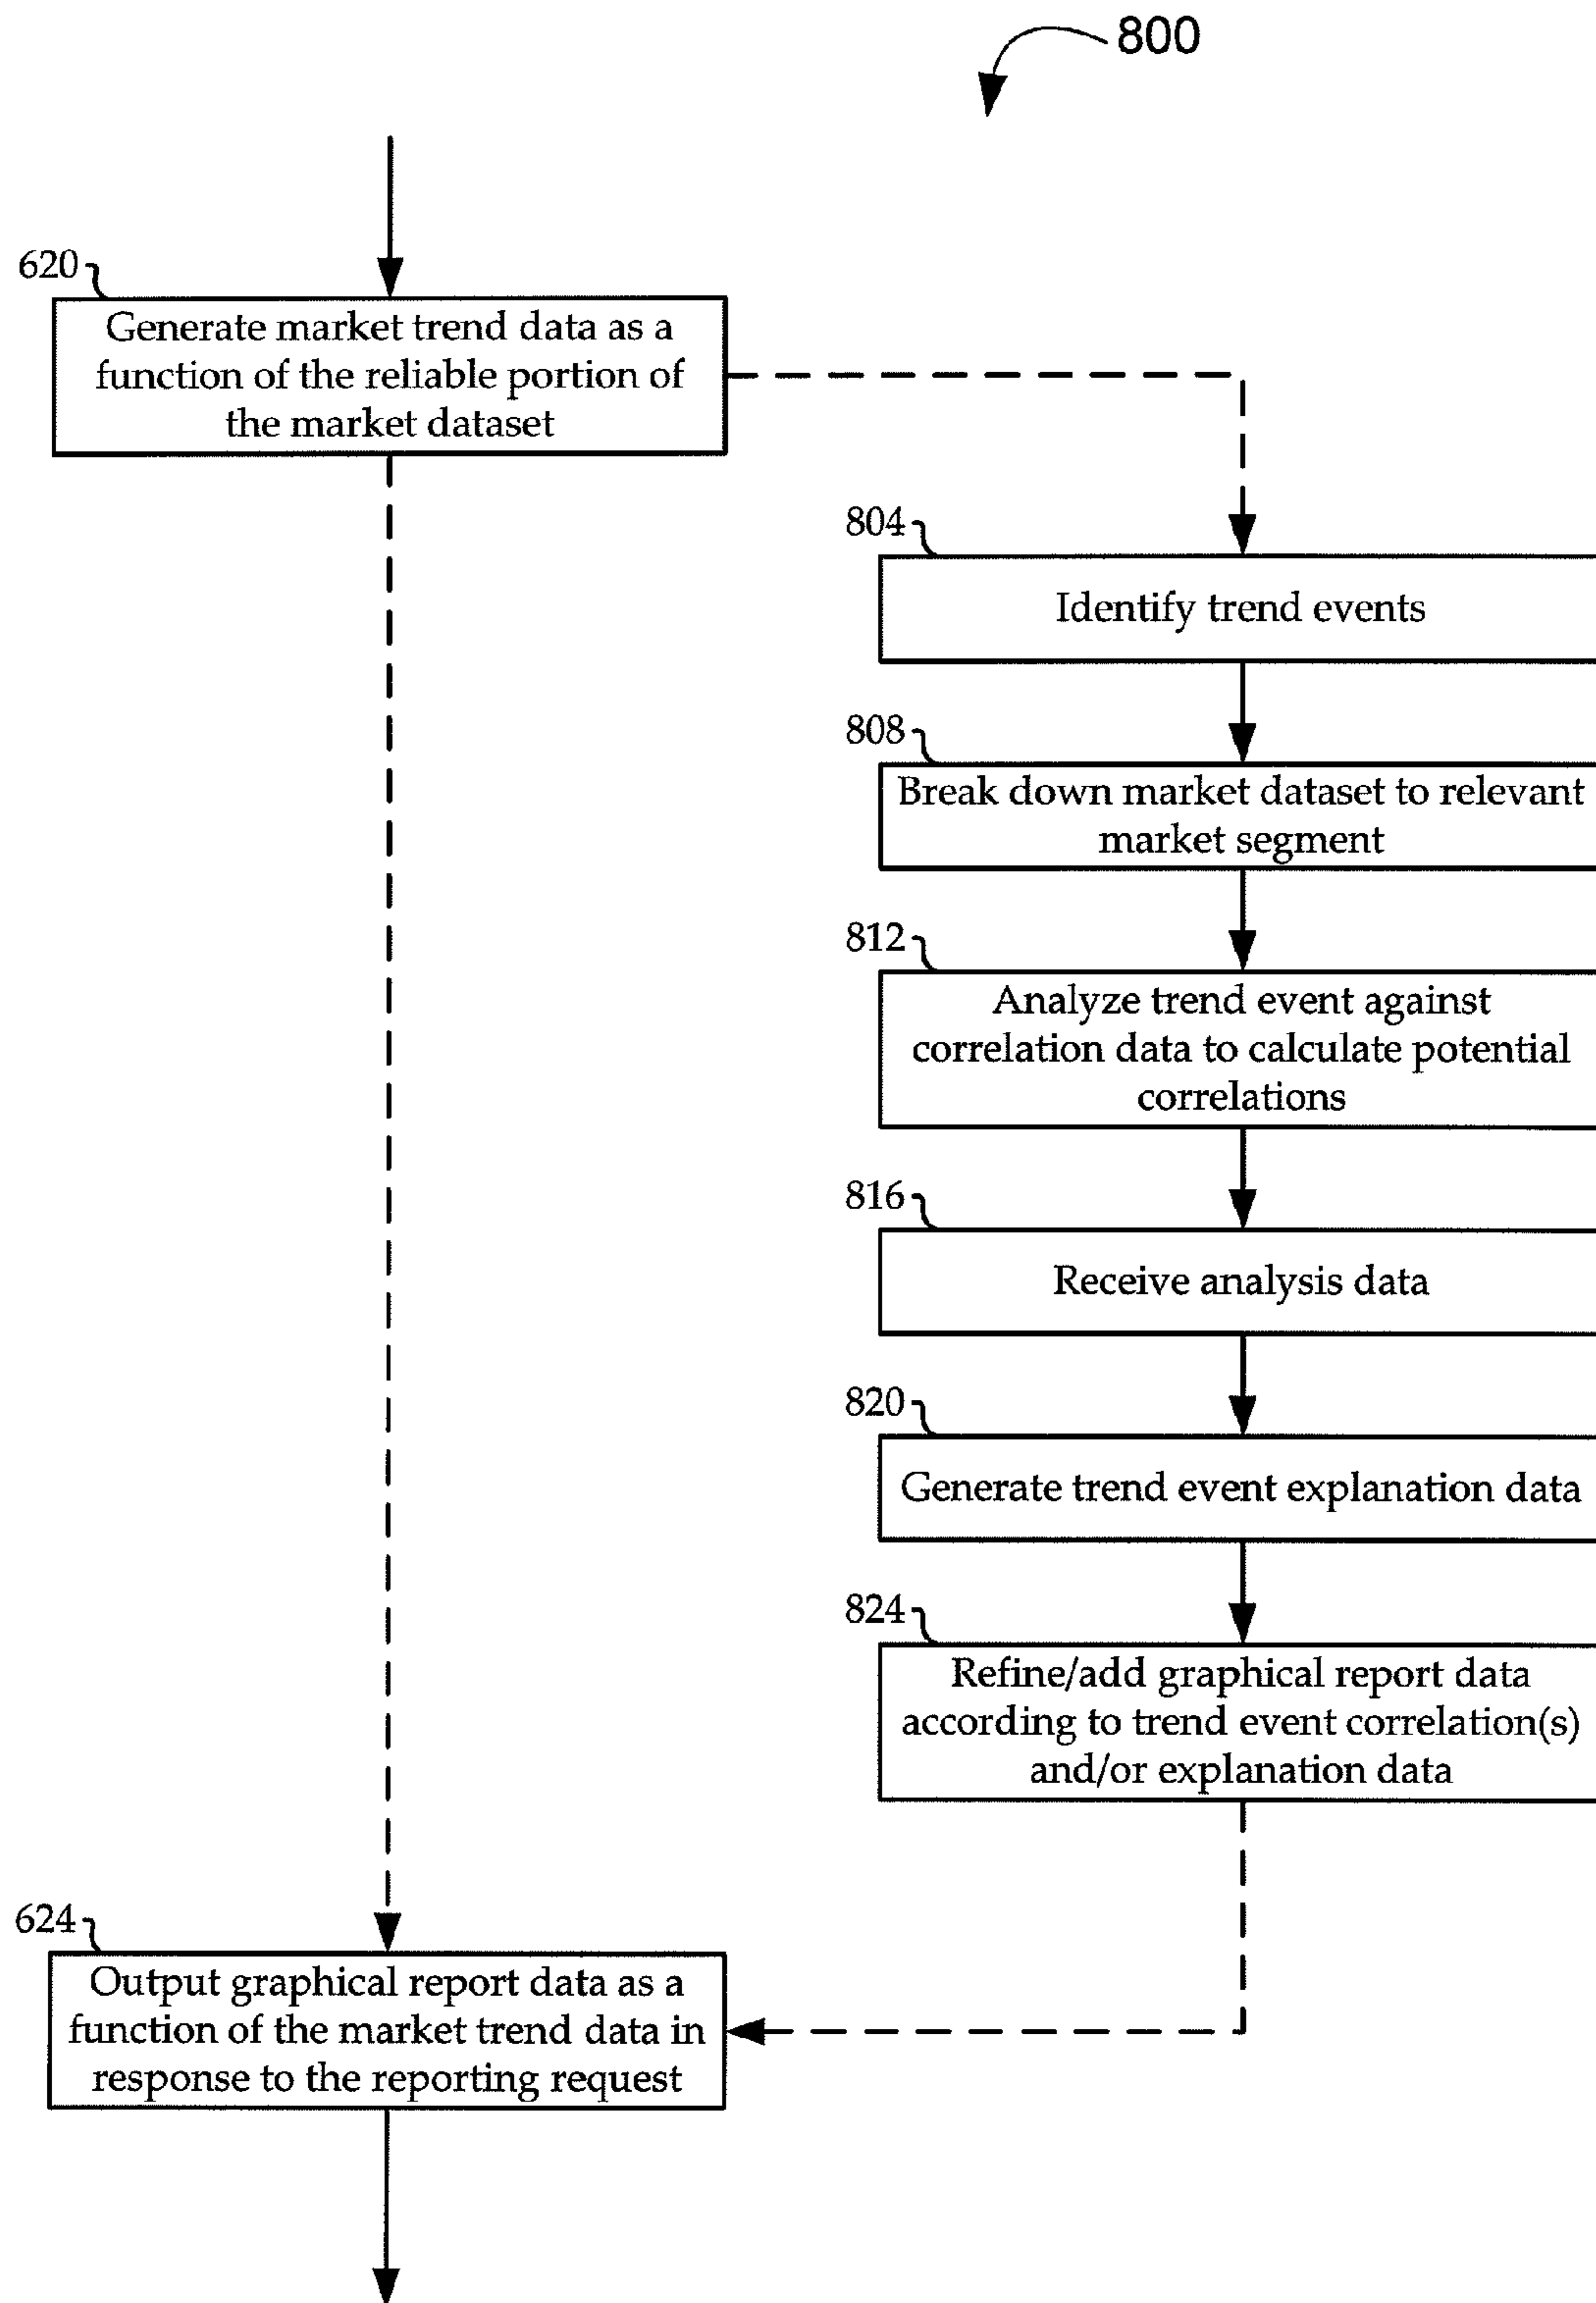 800
620
Generate market trend data as a
function of the reliable portion of
the market dataset
804
Identify trend events
808
Break down market dataset to relevant
market segment
812
Analyze trend event against
correlation data to calculate potential
correlations
816
Receive analysis data
820
Generate trend event explanation data
824
Refine/add graphical report data
according to trend event correlation(s)
and/or explanation data
624
Output graphical report data as a
function of the market trend data in
response to the reporting request